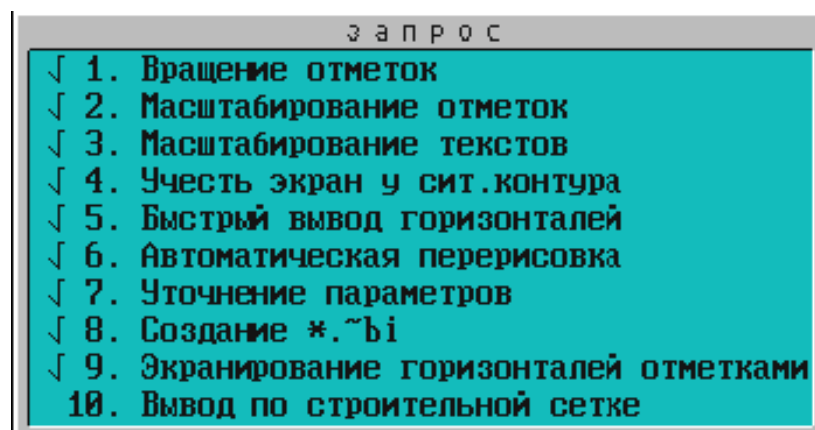 запрос
√ 1. Вращение отметок
√ 2. Масштабирование отметок
√ 3. Масштабирование текстов
√ 4. Учесть экран у сит.контура
√ 5. Быстрый вывод горизонталей
√ 6. Автоматическая перерисовка
√ 7. Уточнение параметров
√ 8. Создание *.~bi
√ 9. Экранирование горизонталей отметками
10. Вывод по строительной сетке